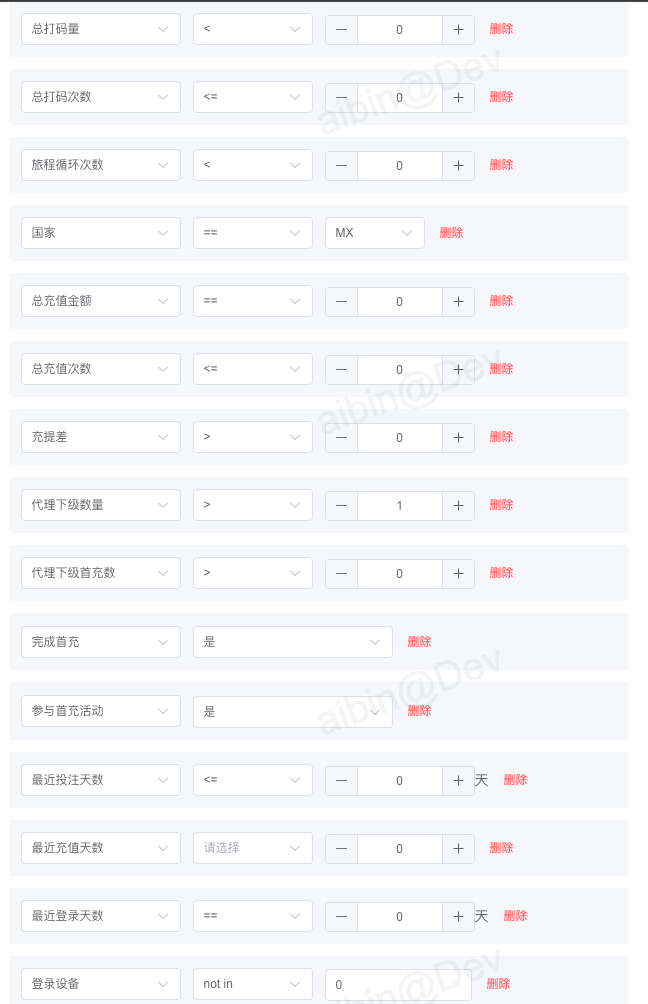 总打码量 < 0 删除
总打码次数 <= 0 删除
旅程循环次数 < 0 删除
国家 == MX 删除
总充值金额 == 0 删除
总充值次数 <= 0 删除
充提差 > 0 删除
代理下级数量 > 1 删除
代理下级首充数 > 0 删除
完成首充 是 删除
参与首充活动 是 删除
最近投注天数 <= 0 天 删除
最近充值天数 请选择 0 删除
最近登录天数 == 0 天 删除
登录设备 not in 0 删除
aibin@Dev
aibin@Dev
aibin@Dev
aibin@Dev